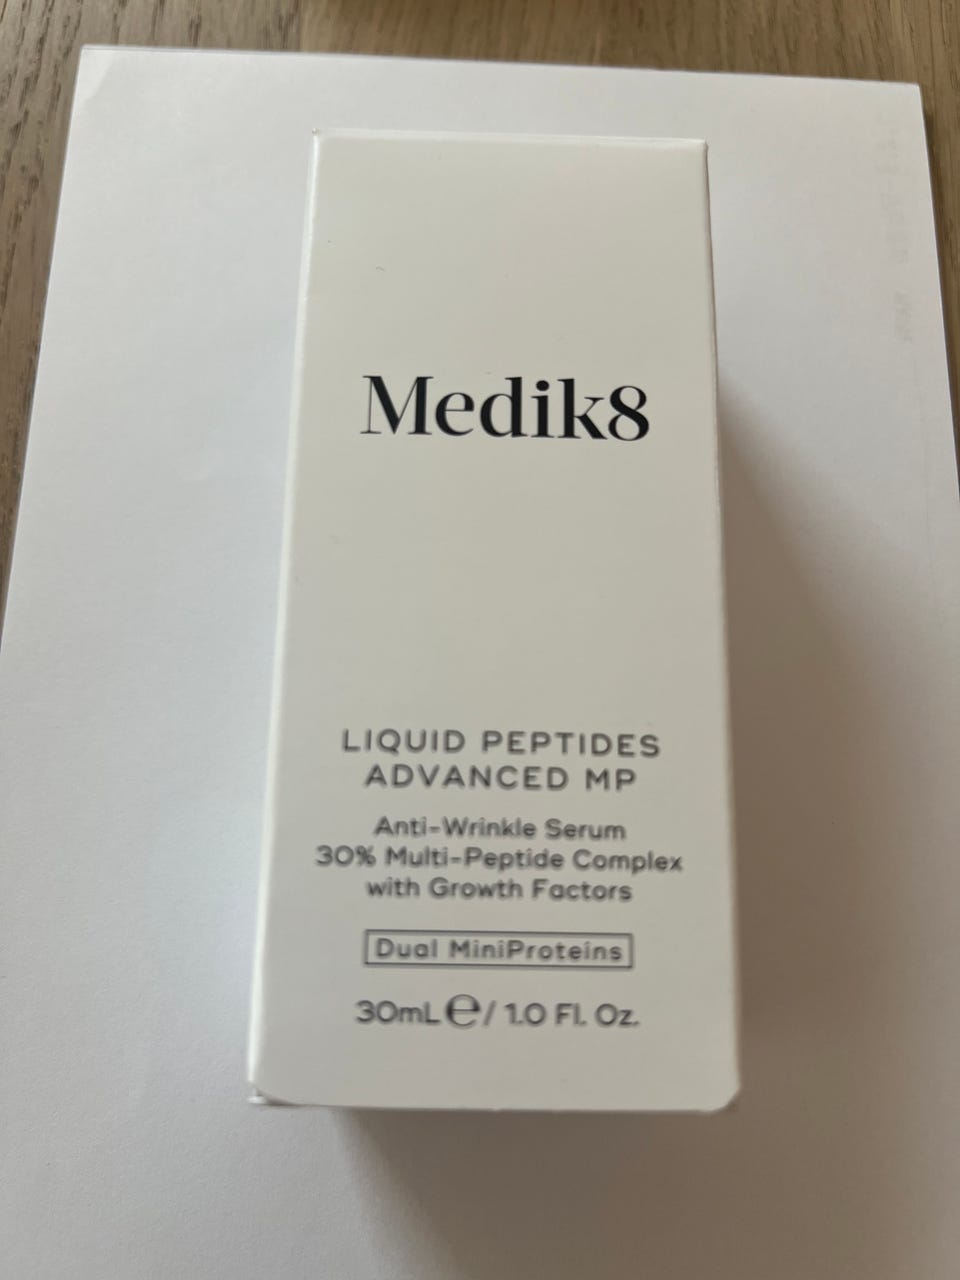 Medik8
LIQUID PEPTIDES
ADVANCED MP
Anti-Wrinkle Serum
30% Multi-Peptide Complex
with Growth Factors
Dual MiniProteins
30mL ℮ / 1.0 Fl. Oz.